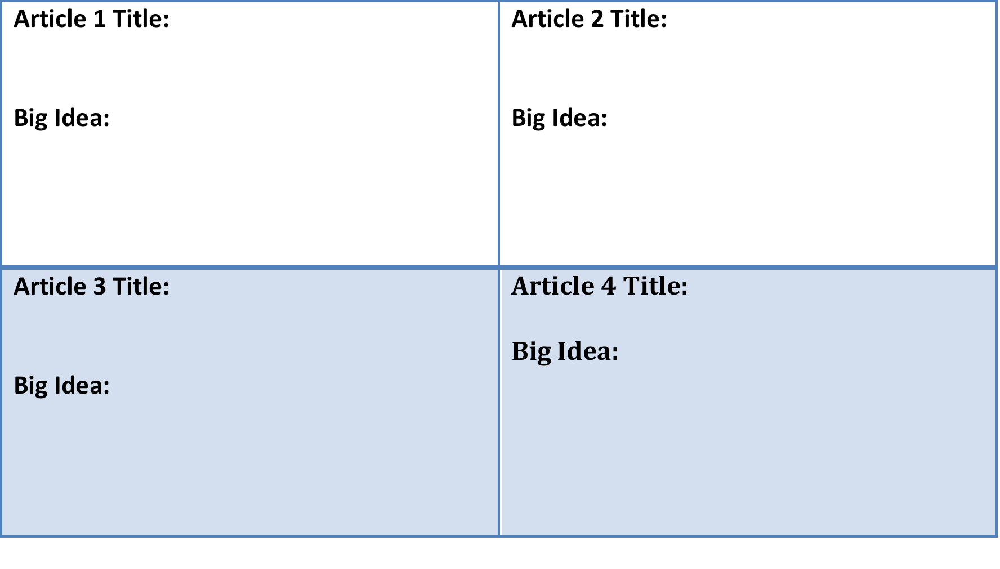 Article 1 Title:
Big Idea:
Article 2 Title:
Big Idea:
Article 3 Title:
Big Idea:
Article 4 Title:
Big Idea: